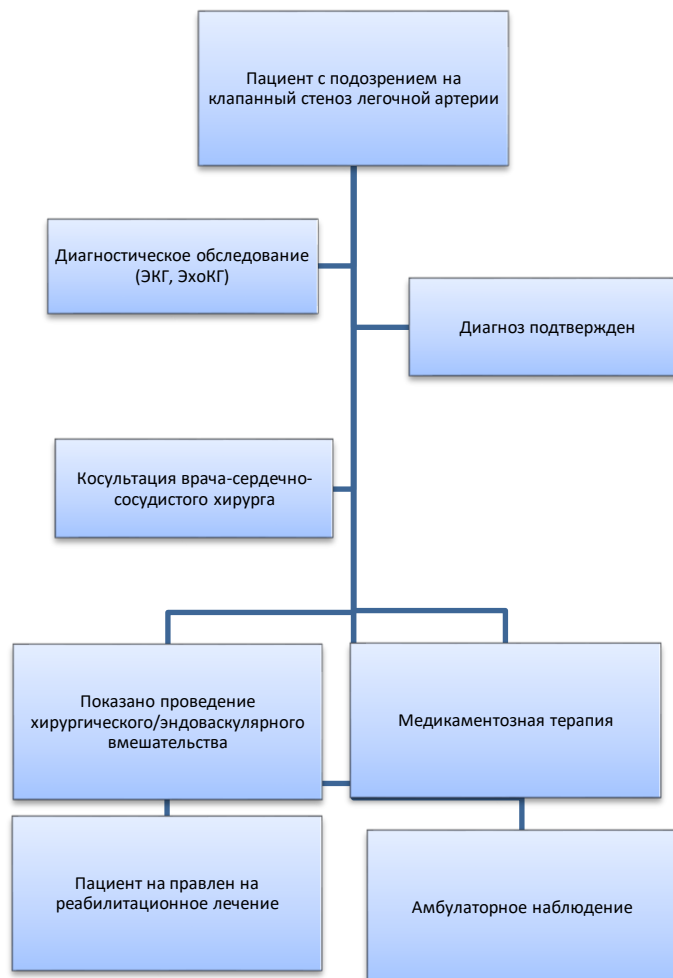 Пациент с подозрением на
клапанный стеноз легочной артерии
Диагностическое обследование
(ЭКГ, ЭхоКГ)
Диагноз подтвержден
Косультация врача-сердечно-
сосудистого хирурга
Показано проведение
хирургического/эндоваскулярного
вмешательства
Медикаментозная терапия
Пациент на правлен на
реабилитационное лечение
Амбулаторное наблюдение